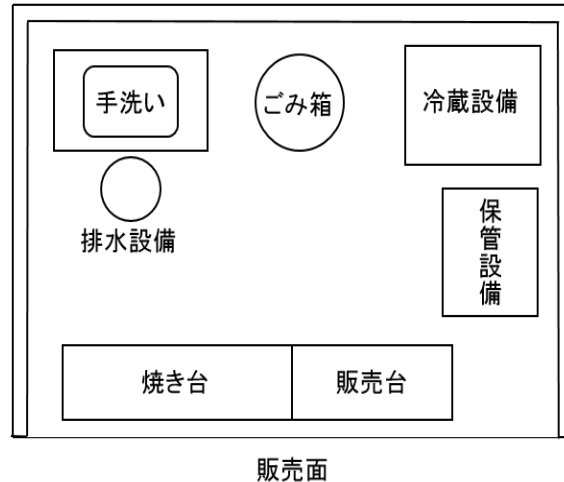 手洗い
ごみ箱
冷蔵設備
排水設備
保管設備
焼き台
販売台
販売面